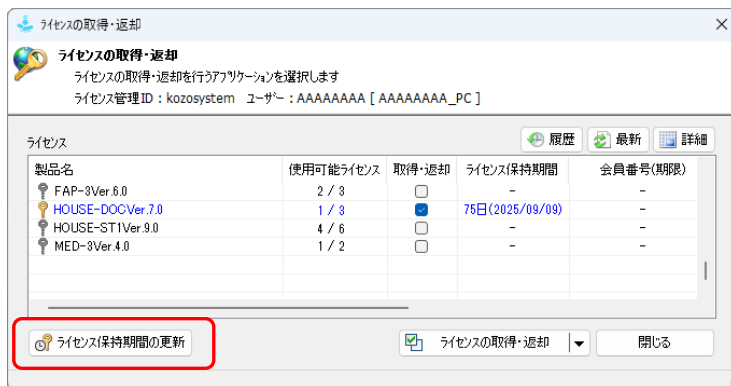 ライセンスの取得・返却
ライセンスの取得・返却
ライセンスの取得・返却を行うアプリケーションを選択します
ライセンス管理ID:kozosystem ユーザー:AAAAAAAA [ AAAAAAAA_PC ]
ライセンス 履歴 最新 詳細
製品名 使用可能ライセンス 取得・返却 ライセンス保持期間 会員番号(期限)
FAP-3Ver.6.0 2 / 3 - -
HOUSE-DOCVer.7.0 1 / 3 75日(2025/09/09) -
HOUSE-ST1Ver.9.0 4 / 6 - -
MED-3Ver.4.0 1 / 2 - -
ライセンス保持期間の更新 ライセンスの取得・返却 閉じる